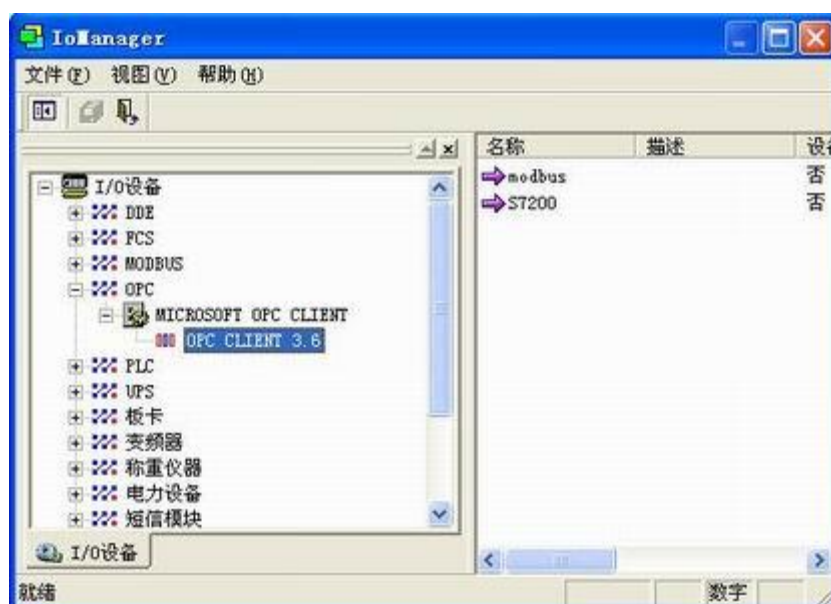 IoManager
文件(F) 视图(V) 帮助(H)
名称 描述 设备
modbus 否
S7200 否
I/O设备
DDE
FCS
MODBUS
OPC
MICROSOFT OPC CLIENT
OPC CLIENT 3.6
PLC
UPS
板卡
变频器
称重仪器
电力设备
短信模块
I/O设备
就绪 数字